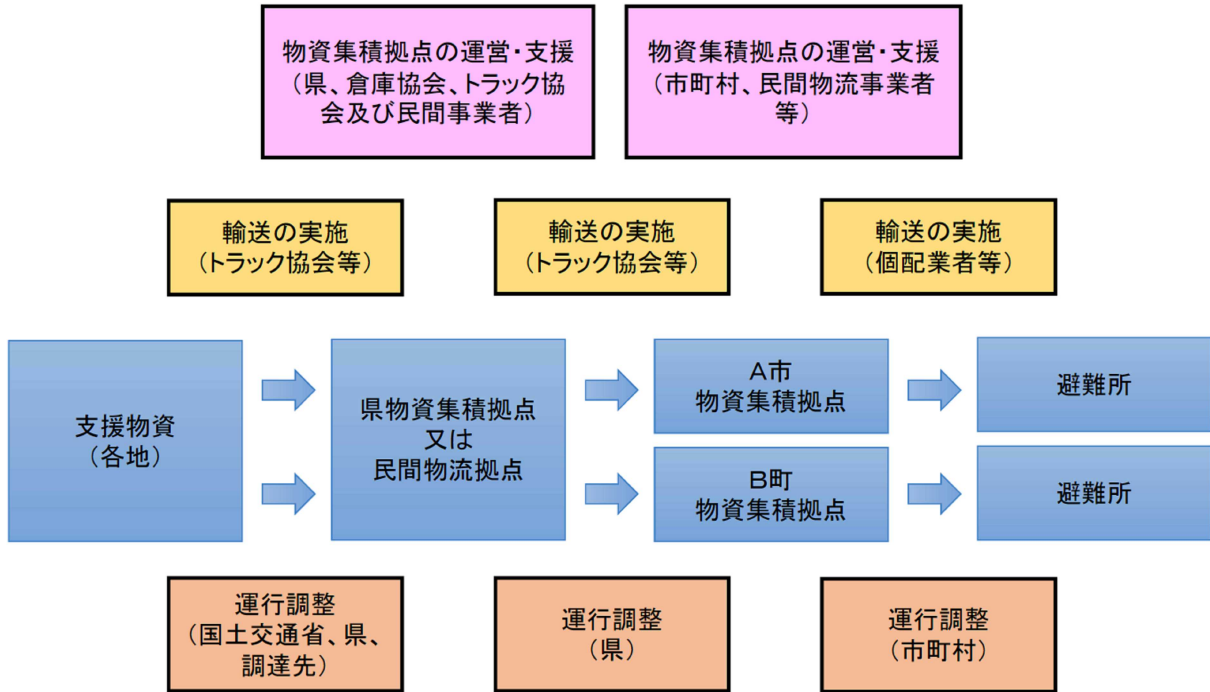 物資集積拠点の運営・支援
（県、倉庫協会、トラック協
会及び民間事業者）
物資集積拠点の運営・支援
（市町村、民間物流事業者
等）
輸送の実施
（トラック協会等）
輸送の実施
（トラック協会等）
輸送の実施
（個配業者等）
支援物資
（各地）
県物資集積拠点
又は
民間物流拠点
Ａ市
物資集積拠点
避難所
Ｂ町
物資集積拠点
避難所
運行調整
（国土交通省、県、
調達先）
運行調整
（県）
運行調整
（市町村）